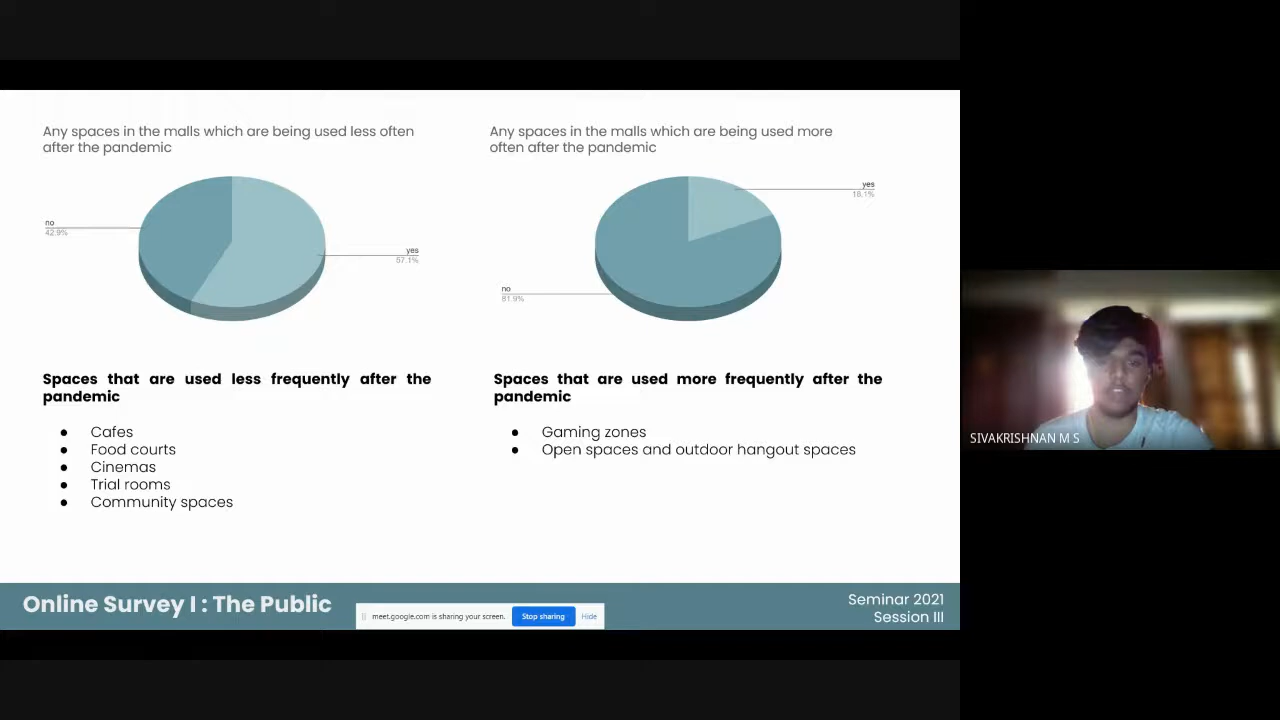 Any spaces in the malls which are being used less often
after the pandemic
no
42.9%
yes
57.1%
Spaces that are used less frequently after the
pandemic
● Cafes
● Food courts
● Cinemas
● Trial rooms
● Community spaces
Any spaces in the malls which are being used more
often after the pandemic
yes
18.1%
no
81.9%
Spaces that are used more frequently after the
pandemic
● Gaming zones
● Open spaces and outdoor hangout spaces
SIVAKRISHNAN M S
Online Survey I : The Public
meet.google.com is sharing your screen.
Stop sharing
Hide
Seminar 2021
Session III